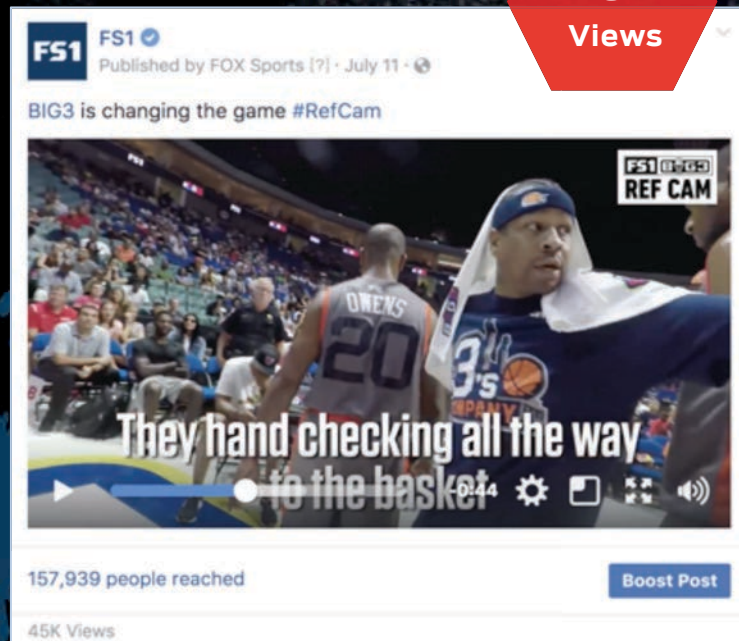 Views
FS1
FS1
Published by FOX Sports [?] · July 11 ·
BIG3 is changing the game #RefCam
FS1 BIG3
REF CAM
OWENS
20
3's
COMPANY
They hand checking all the way
to the basket
-0:44
157,939 people reached
Boost Post
45K Views